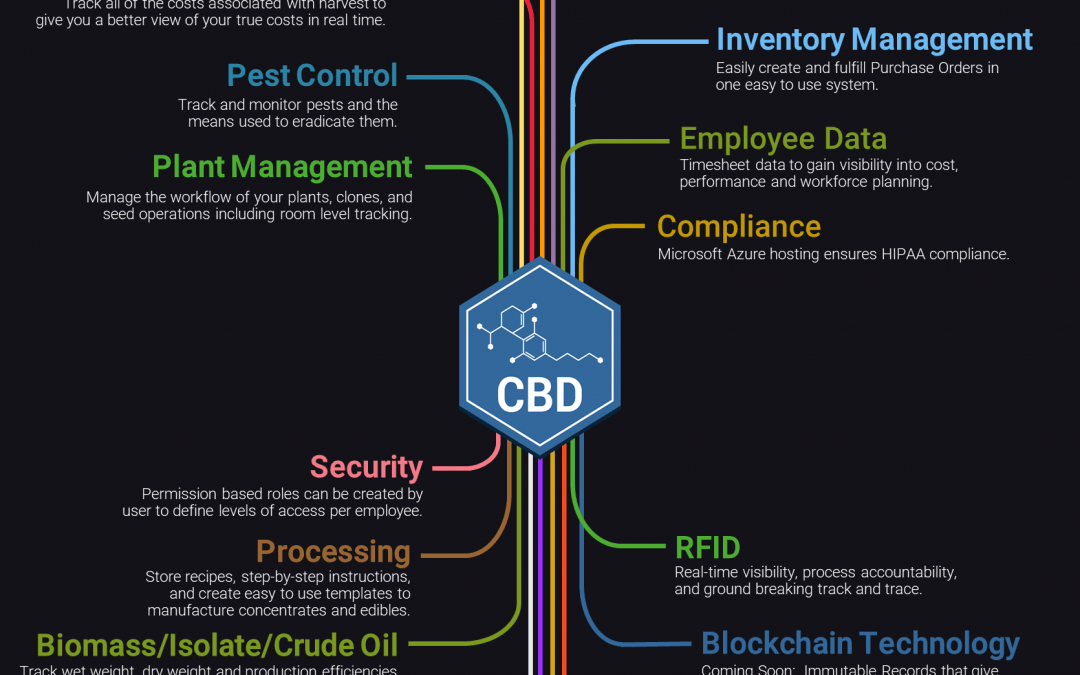 Track all of the costs associated with harvest to
give you a better view of your true costs in real time.
Pest Control
Track and monitor pests and the
means used to eradicate them.
Plant Management
Manage the workflow of your plants, clones, and
seed operations including room level tracking.
Inventory Management
Easily create and fulfill Purchase Orders in
one easy to use system.
Employee Data
Timesheet data to gain visibility into cost,
performance and workforce planning.
Compliance
Microsoft Azure hosting ensures HIPAA compliance.
CBD
Security
Permission based roles can be created by
user to define levels of access per employee.
Processing
Store recipes, step-by-step instructions,
and create easy to use templates to
manufacture concentrates and edibles.
Biomass/Isolate/Crude Oil
Track wet weight, dry weight and production efficiencies
RFID
Real-time visibility, process accountability,
and ground breaking track and trace.
Blockchain Technology
Coming Soon: Immutable Records that give